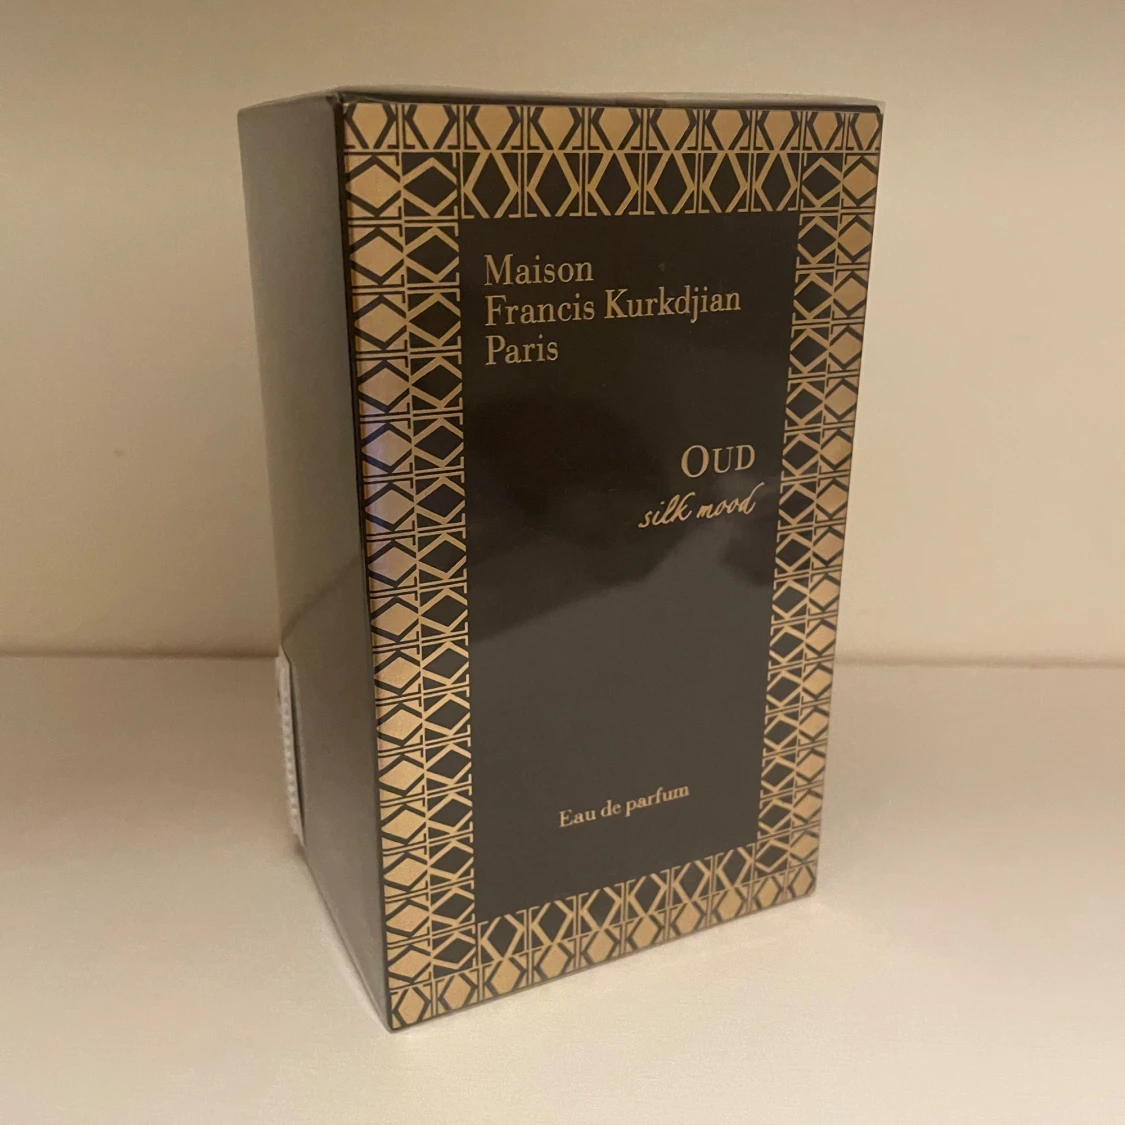 Maison
Francis Kurkdjian
Paris
OUD
silk mood
Eau de parfum